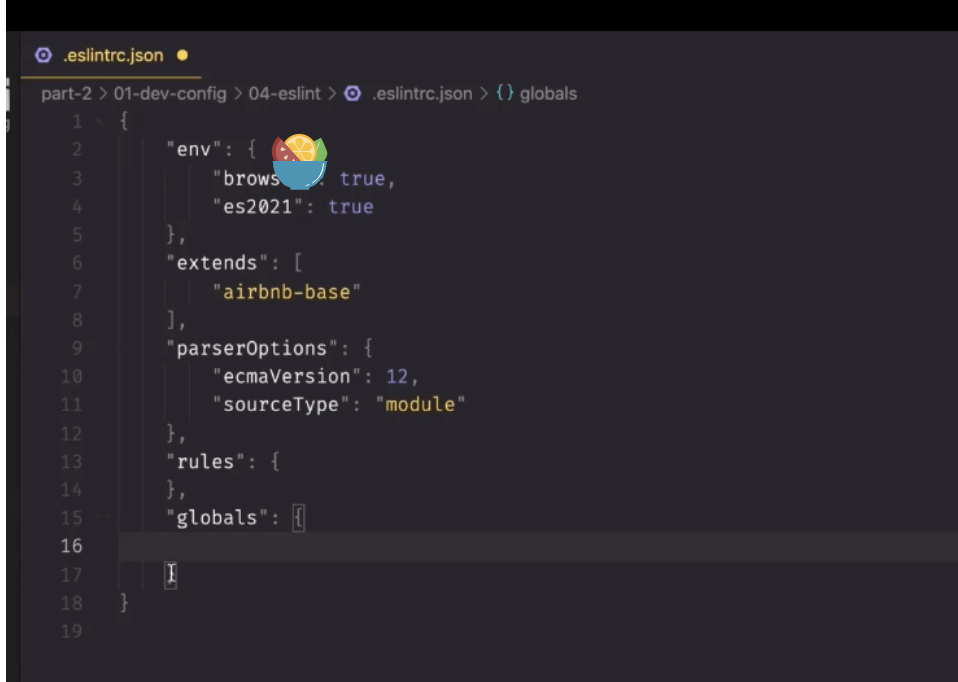 .eslintrc.json
part-2 > 01-dev-config > 04-eslint > .eslintrc.json > {} globals
1 {
2 "env": {
3 "brows : true,
4 "es2021": true
5 },
6 "extends": [
7 "airbnb-base"
8 ],
9 "parserOptions": {
10 "ecmaVersion": 12,
11 "sourceType": "module"
12 },
13 "rules": {
14 },
15 "globals": {
16
17 }
18 }
19